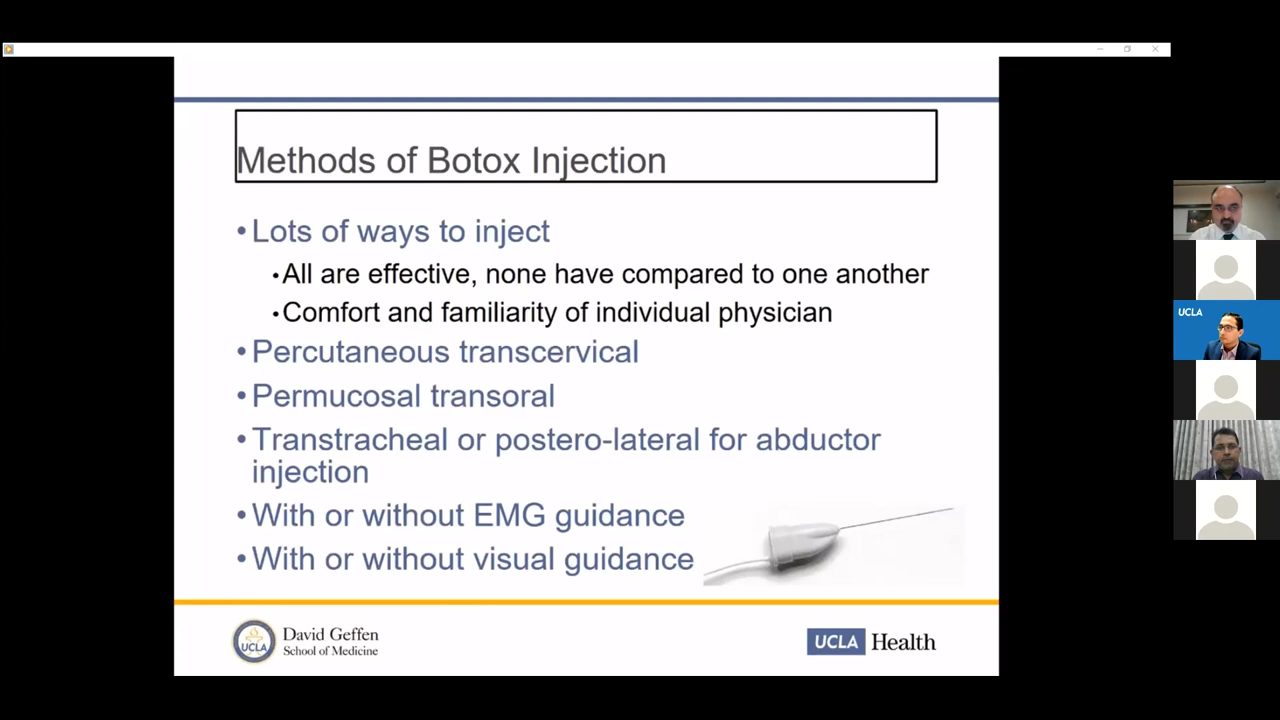 Methods of Botox Injection
•Lots of ways to inject
•All are effective, none have compared to one another
•Comfort and familiarity of individual physician
•Percutaneous transcervical
•Permucosal transoral
•Transtracheal or postero-lateral for abductor
injection
•With or without EMG guidance
•With or without visual guidance
UCLA
David Geffen
School of Medicine
UCLA Health
UCLA